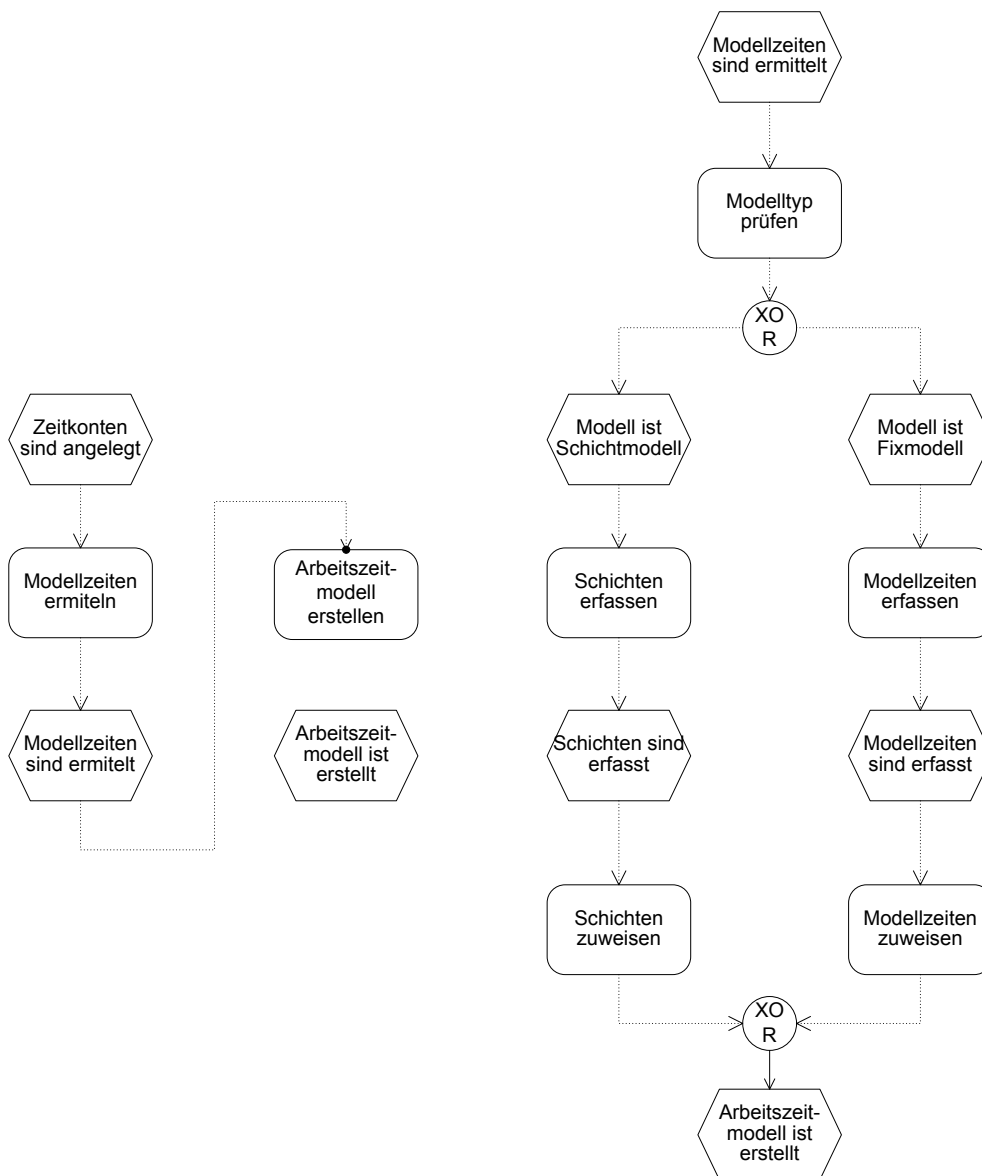 Modellzeiten
sind ermittelt
Modelltyp
prüfen
XO
R
Zeitkonten
sind angelegt
Modell ist
Schichtmodell
Modell ist
Fixmodell
Modellzeiten
ermiteln
Arbeitszeit-
modell
erstellen
Schichten
erfassen
Modellzeiten
erfassen
Modellzeiten
sind ermitelt
Arbeitszeit-
modell ist
erstellt
Schichten sind
erfasst
Modellzeiten
sind erfasst
Schichten
zuweisen
Modellzeiten
zuweisen
XO
R
Arbeitszeit-
modell ist
erstellt